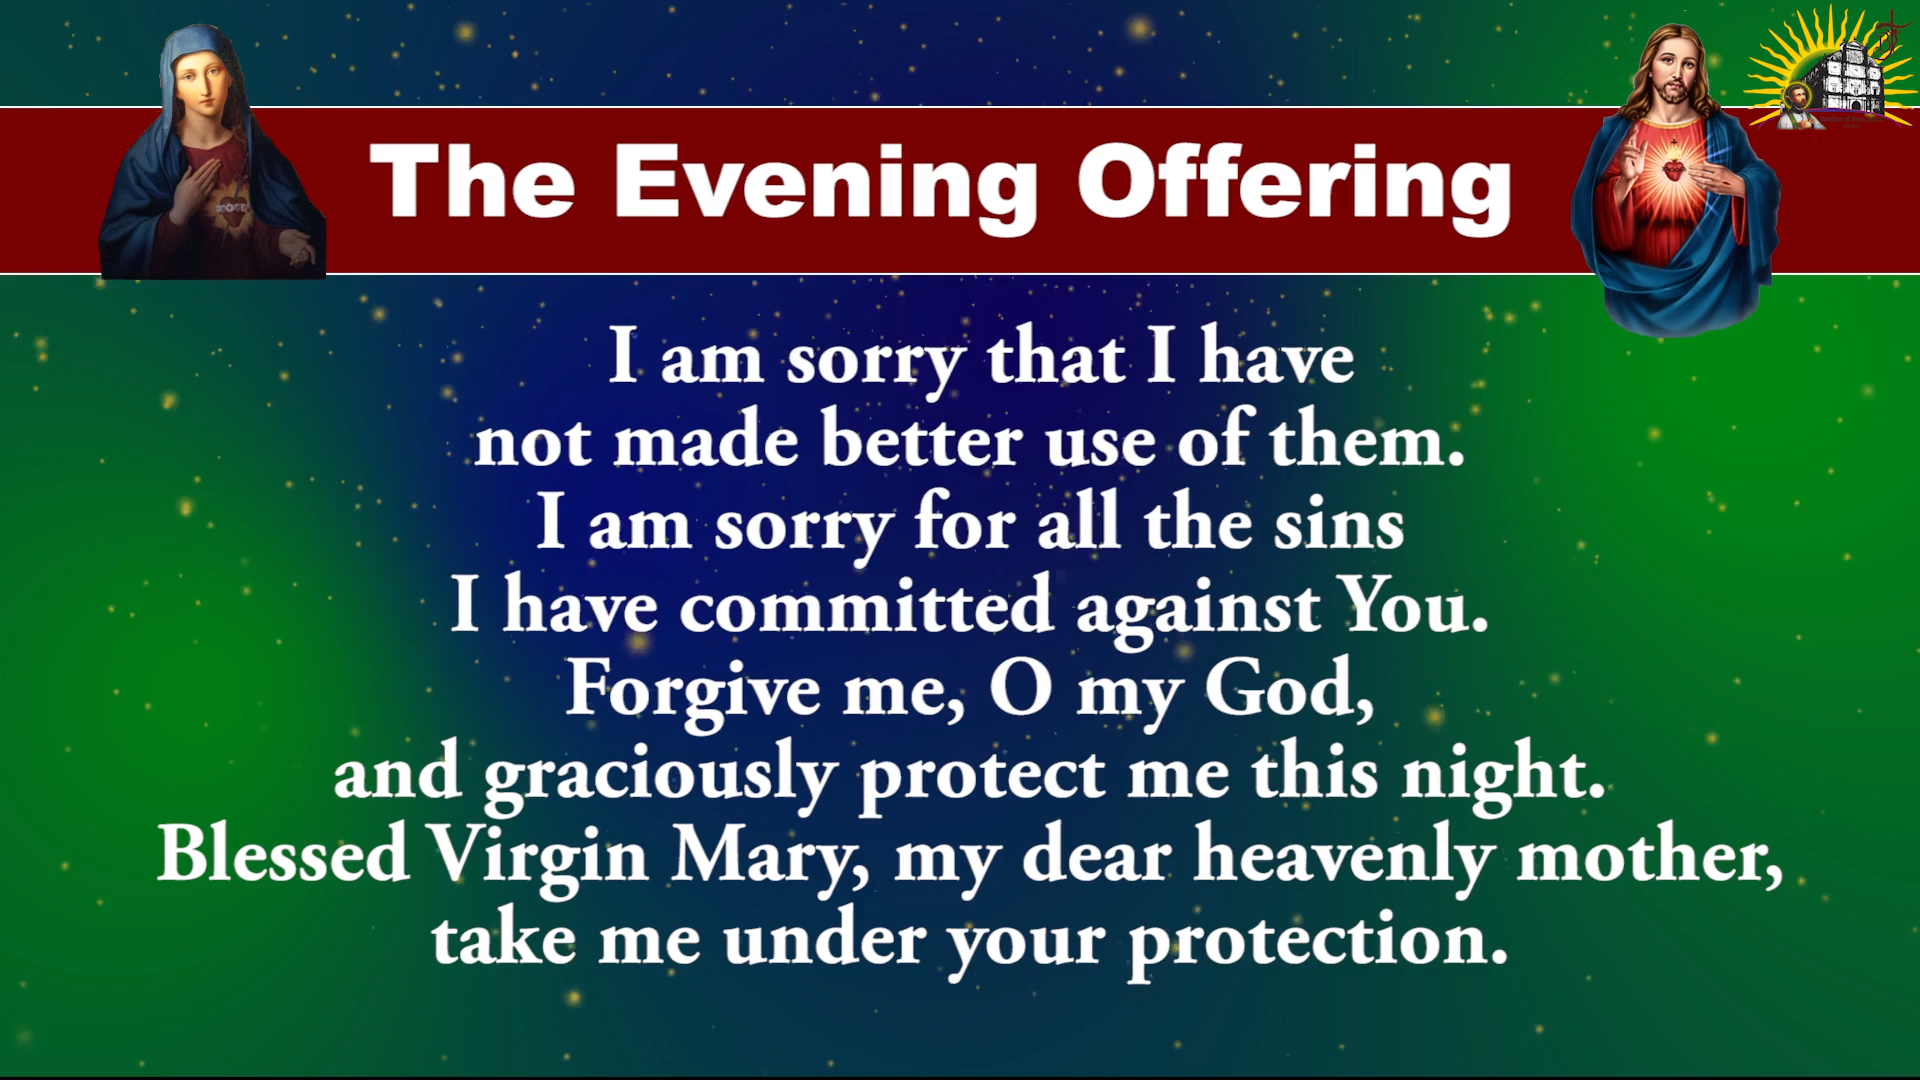 The Evening Offering
I am sorry that I have
not made better use of them.
I am sorry for all the sins
I have committed against You.
Forgive me, O my God,
and graciously protect me this night.
Blessed Virgin Mary, my dear heavenly mother,
take me under your protection.